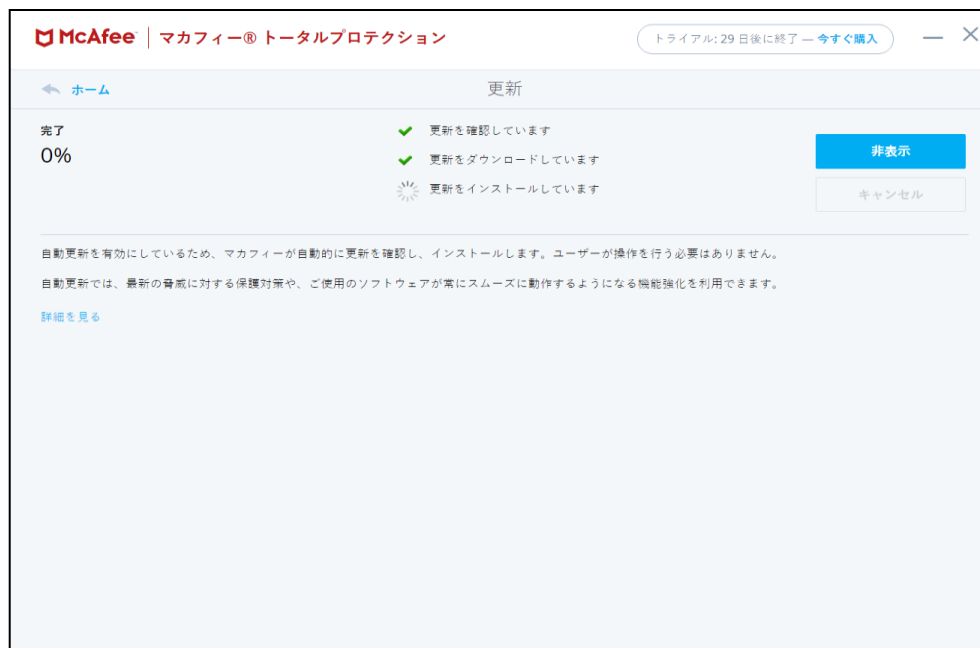 McAfee マカフィー® トータルプロテクション
トライアル: 29 日後に終了 — 今すぐ購入
ホーム
更新
完了
0%
更新を確認しています
更新をダウンロードしています
更新をインストールしています
非表示
キャンセル
自動更新を有効にしているため、マカフィーが自動的に更新を確認し、インストールします。ユーザーが操作を行う必要はありません。
自動更新では、最新の脅威に対する保護対策や、ご使用のソフトウェアが常にスムーズに動作するようになる機能強化を利用できます。
詳細を見る